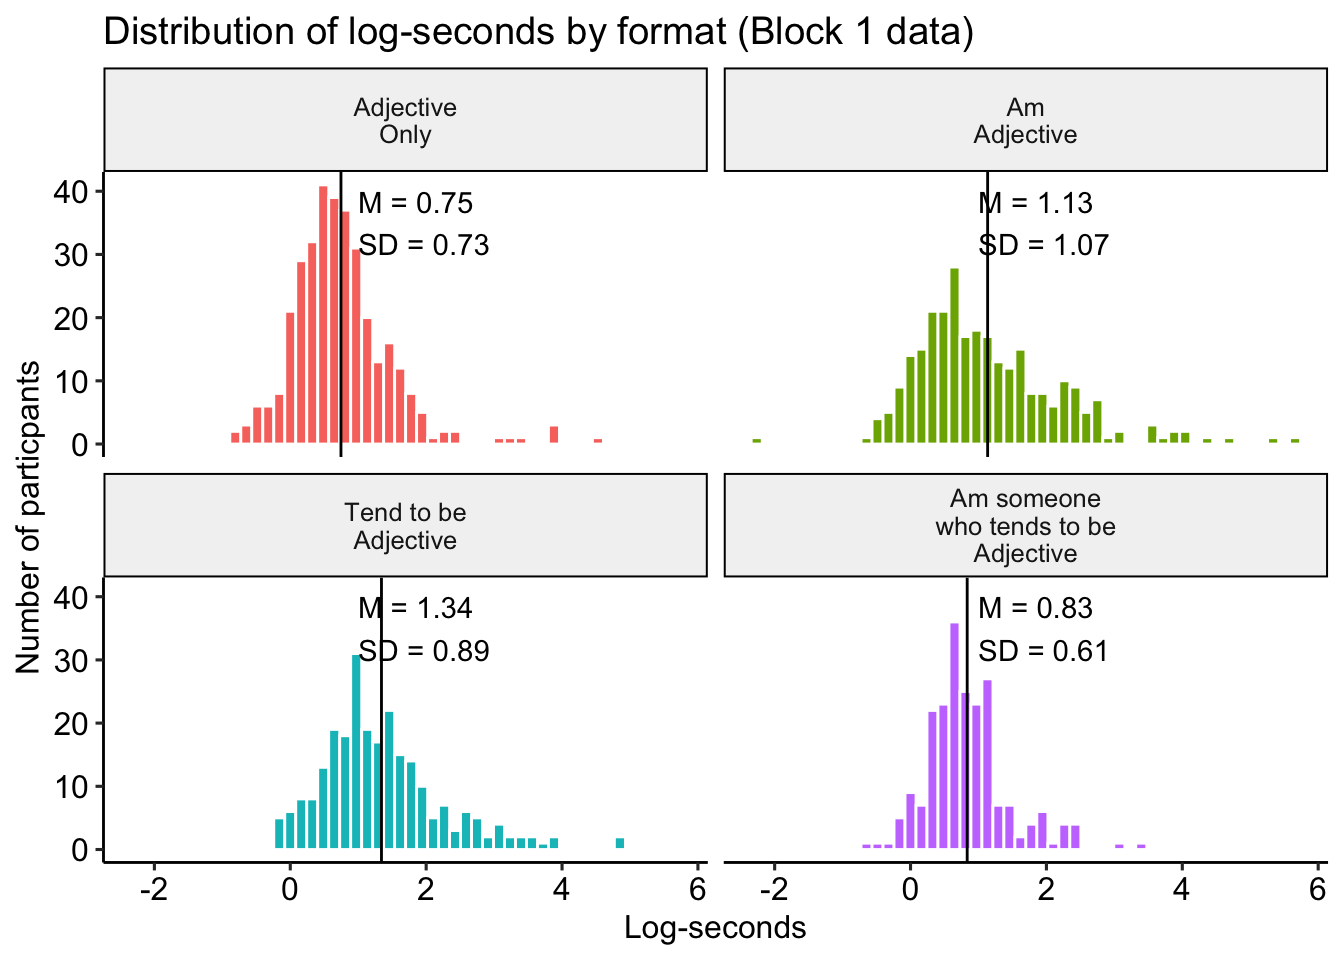 Distribution of log-seconds by format (Block 1 data)
Adjective
Only
Am
Adjective
40
30
20
10
0
M = 0.75
SD = 0.73
M = 1.13
SD = 1.07
Number of particpants
Tend to be
Adjective
Am someone
who tends to be
Adjective
40
30
20
10
0
M = 1.34
SD = 0.89
M = 0.83
SD = 0.61
-2 0 2 4 6
-2 0 2 4 6
Log-seconds